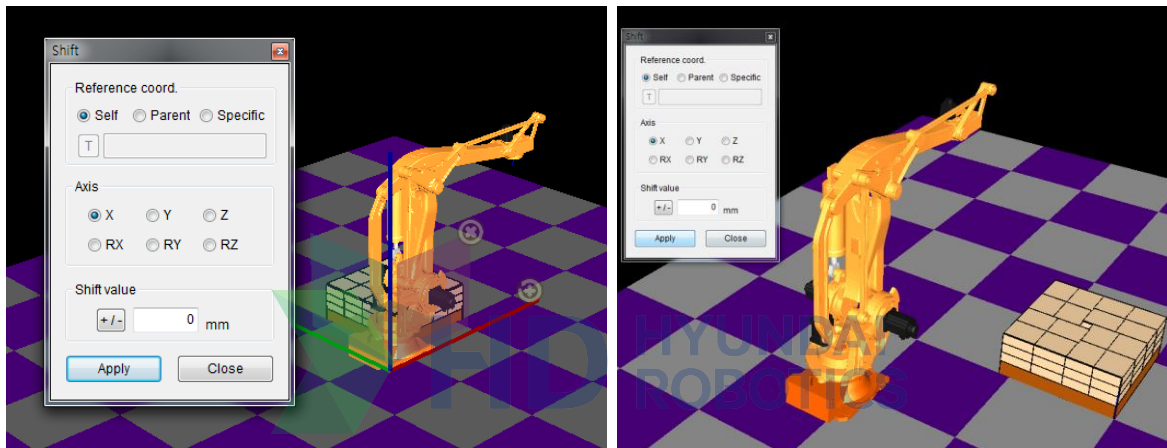 Shift
Reference coord.
Self Parent Specific
T
Axis
X Y Z
RX RY RZ
Shift value
+ / - 0 mm
Apply Close
Shift
Reference coord.
Self Parent Specific
T
Axis
X Y Z
RX RY RZ
Shift value
+ / - 0 mm
Apply Close
HD HYUNDAI
ROBOTICS